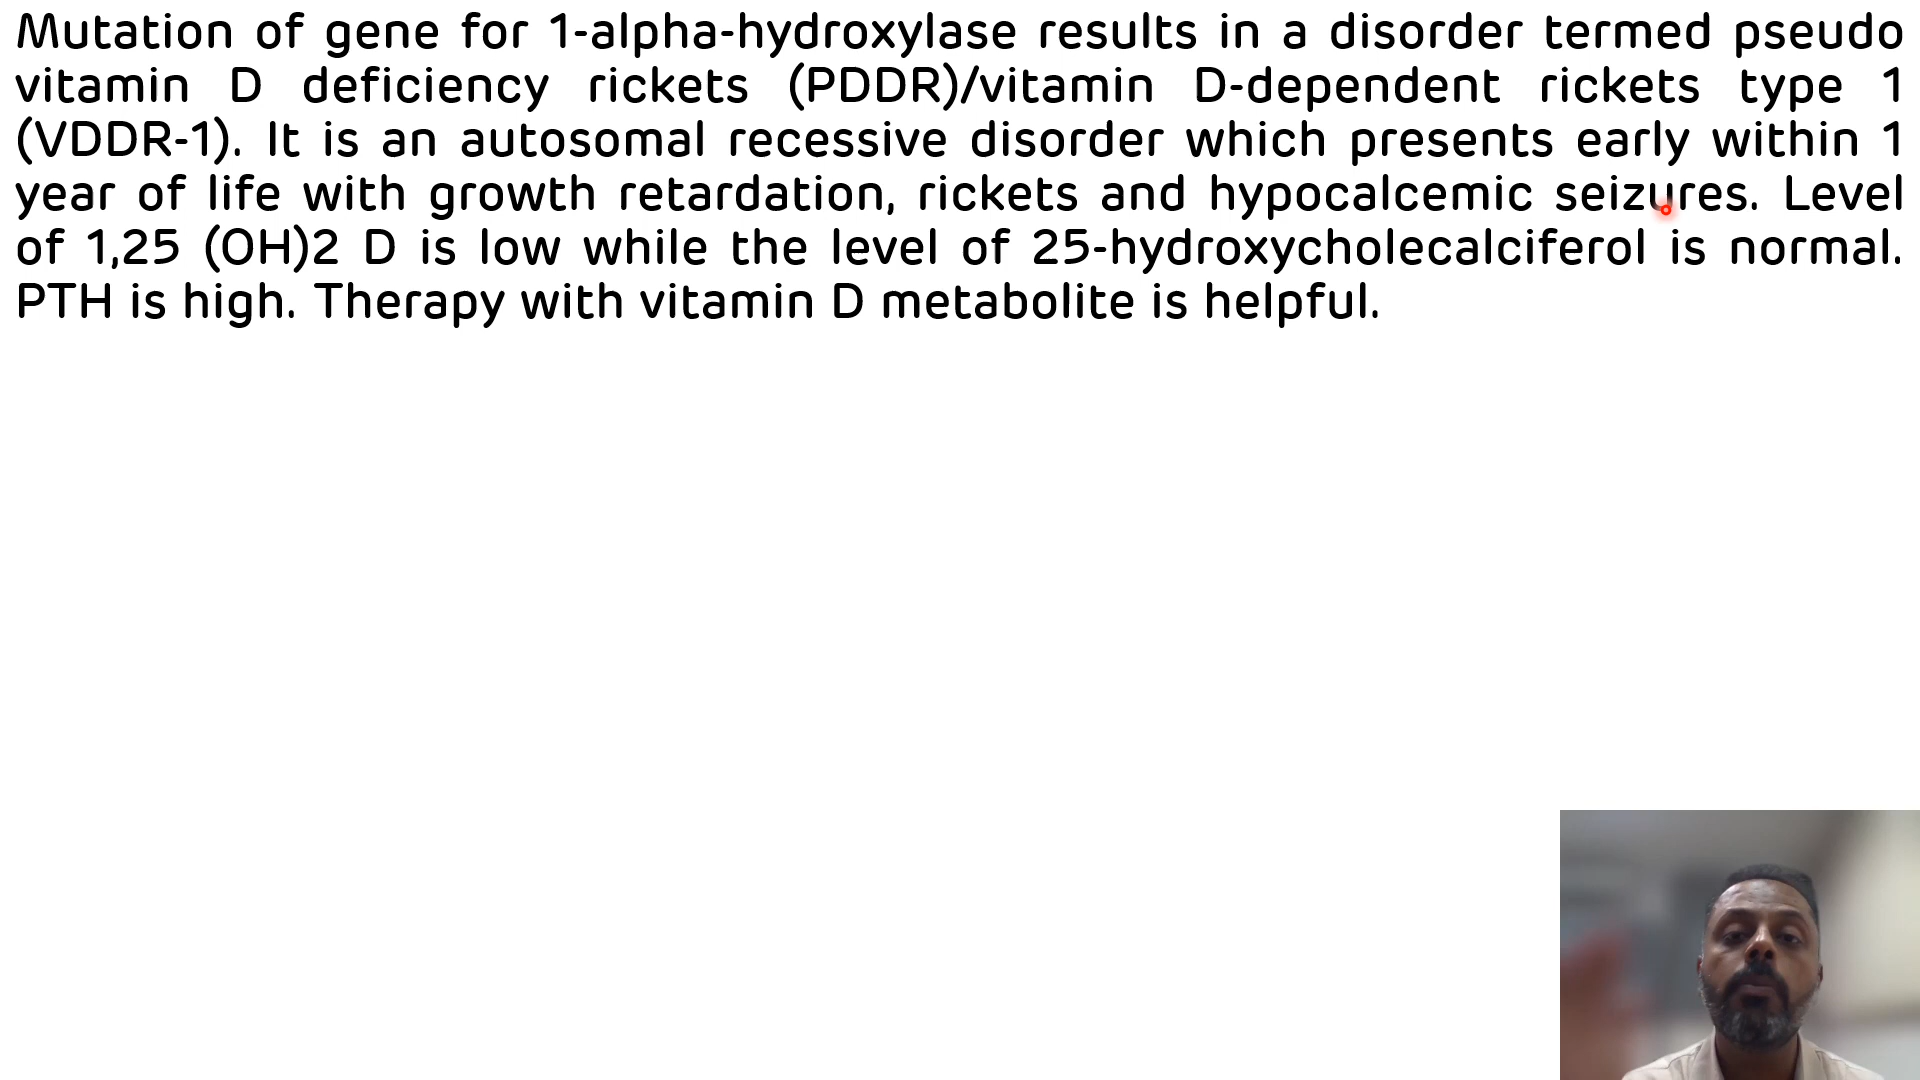 Mutation of gene for 1-alpha-hydroxylase results in a disorder termed pseudo
vitamin D deficiency rickets (PDDR)/vitamin D-dependent rickets type 1
(VDDR-1). It is an autosomal recessive disorder which presents early within 1
year of life with growth retardation, rickets and hypocalcemic seizures. Level
of 1,25 (OH)2 D is low while the level of 25-hydroxycholecalciferol is normal.
PTH is high. Therapy with vitamin D metabolite is helpful.